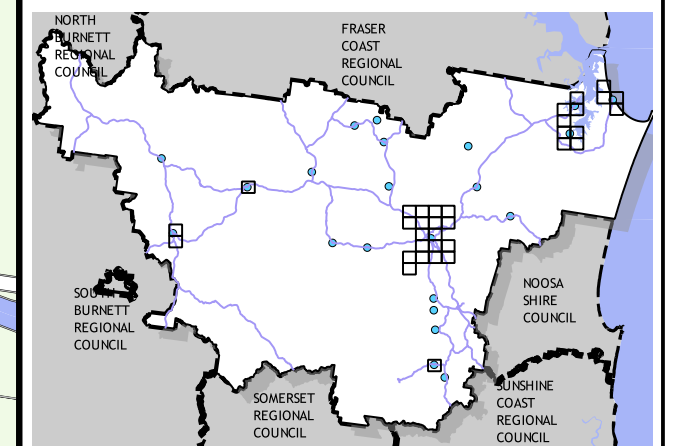 NORTH
BURNETT
REGIONAL
COUNCIL
FRASER
COAST
REGIONAL
COUNCIL
SOUTH
BURNETT
REGIONAL
COUNCIL
NOOSA
SHIRE
COUNCIL
SOMERSET
REGIONAL
COUNCIL
SUNSHINE
COAST
REGIONAL
COUNCIL